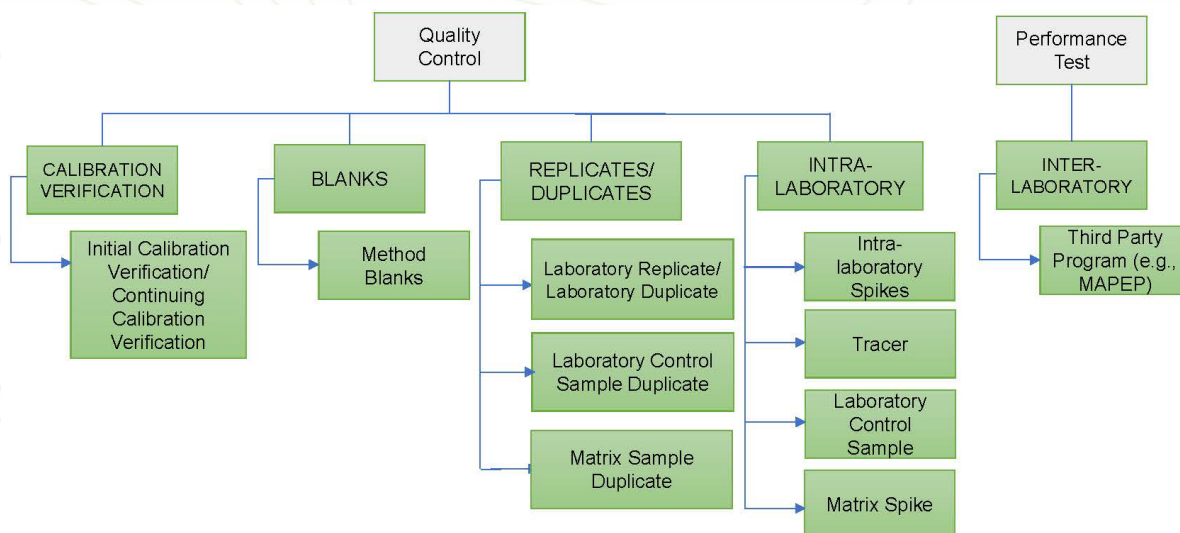 Quality
Control
Performance
Test
CALIBRATION
VERIFICATION
BLANKS
REPLICATES/
DUPLICATES
INTRA-
LABORATORY
INTER-
LABORATORY
Initial Calibration
Verification/
Continuing
Calibration
Verification
Method
Blanks
Laboratory Replicate/
Laboratory Duplicate
Laboratory Control
Sample Duplicate
Matrix Sample
Duplicate
Intra-
laboratory
Spikes
Tracer
Laboratory
Control
Sample
Matrix Spike
Third Party
Program (e.g.,
MAPEP)